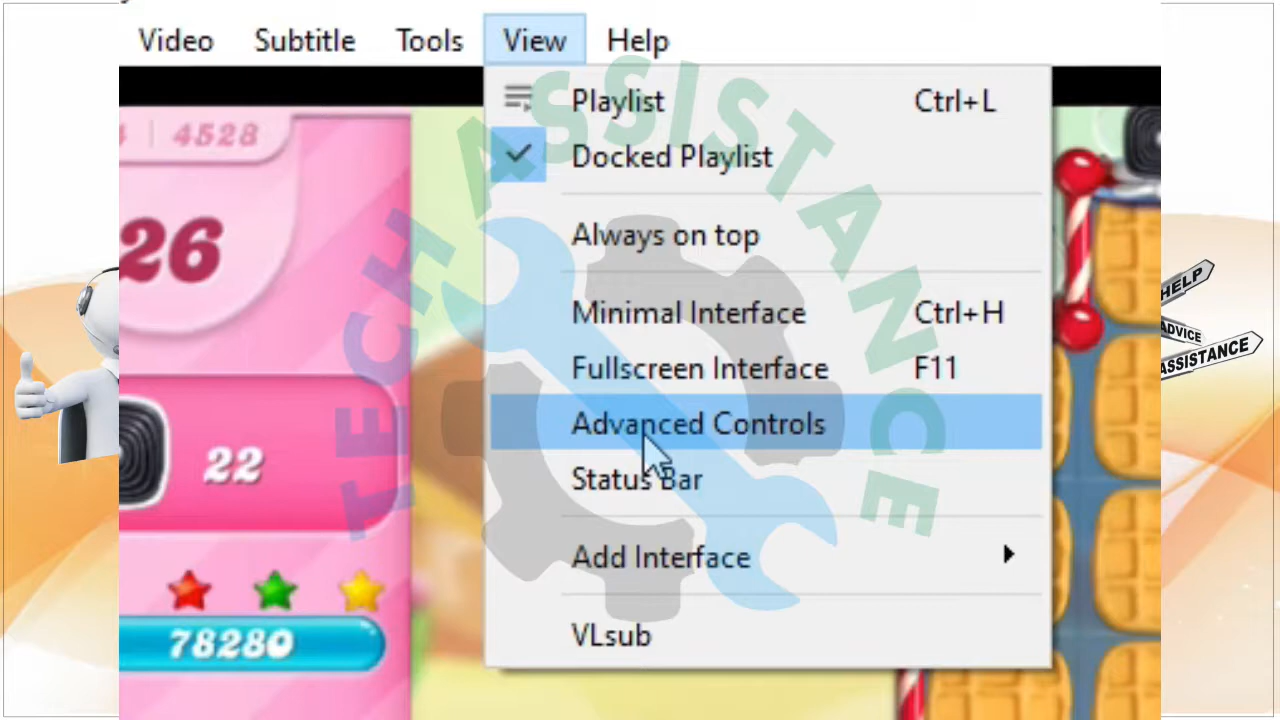 Video Subtitle Tools View Help
4528
Playlist Ctrl+L
Docked Playlist
Always on top
26
Minimal Interface Ctrl+H
Fullscreen Interface F11
Advanced Controls
22
Status Bar
Add Interface
78280
VLsub
TECH ASSISTANCE
HELP
ADVICE
ASSISTANCE